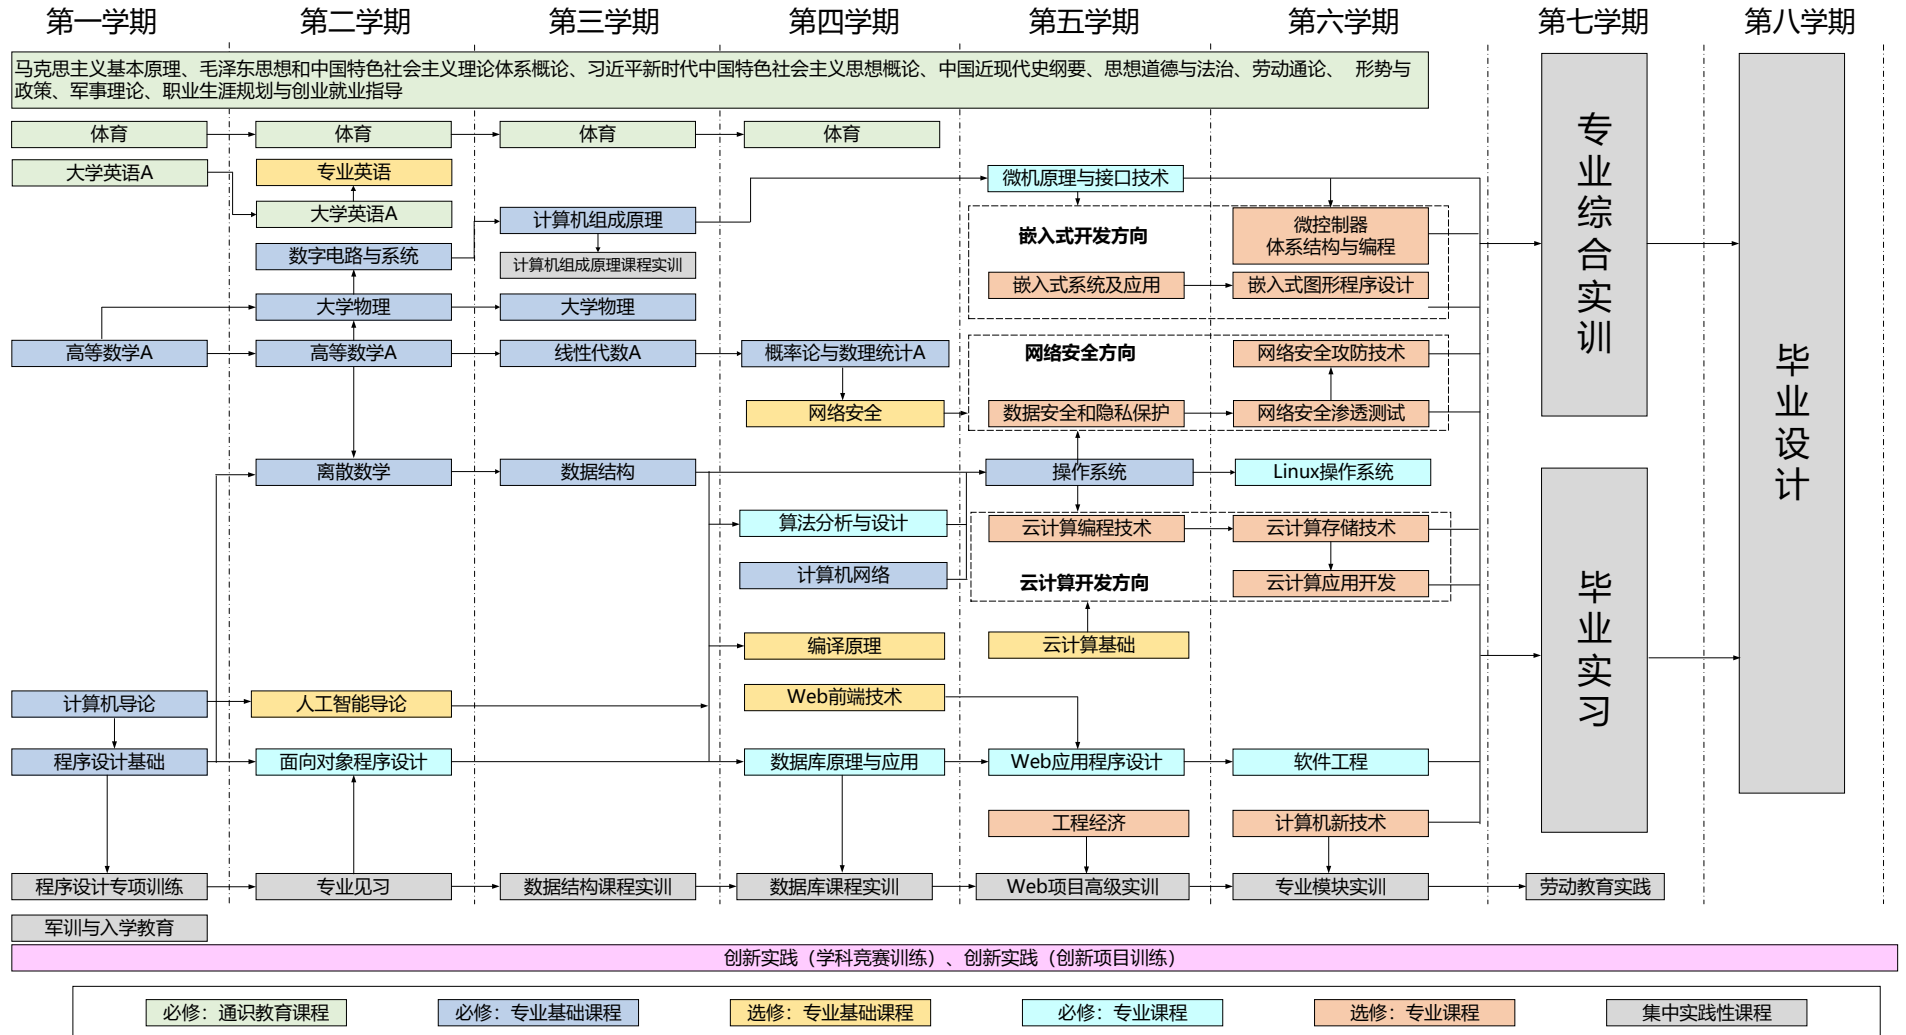 第一学期
第二学期
第三学期
第四学期
第五学期
第六学期
第七学期
第八学期
马克思主义基本原理、毛泽东思想和中国特色社会主义理论体系概论、习近平新时代中国特色社会主义思想概论、中国近现代史纲要、思想道德与法治、劳动通论、 形势与
政策、军事理论、职业生涯规划与创业就业指导
体育
体育
体育
体育
大学英语A
专业英语
大学英语A
微机原理与接口技术
计算机组成原理
计算机组成原理课程实训
数字电路与系统
嵌入式开发方向
微控制器
体系结构与编程
嵌入式系统及应用
嵌入式图形程序设计
大学物理
大学物理
高等数学A
高等数学A
线性代数A
概率论与数理统计A
网络安全方向
网络安全攻防技术
网络安全
数据安全和隐私保护
网络安全渗透测试
离散数学
数据结构
操作系统
Linux操作系统
算法分析与设计
云计算编程技术
云计算存储技术
计算机网络
云计算开发方向
云计算应用开发
编译原理
云计算基础
计算机导论
人工智能导论
Web前端技术
程序设计基础
面向对象程序设计
数据库原理与应用
Web应用程序设计
软件工程
工程经济
计算机新技术
程序设计专项训练
专业见习
数据结构课程实训
数据库课程实训
Web项目高级实训
专业模块实训
劳动教育实践
专业综合实训
毕业实习
毕业设计
军训与入学教育
创新实践（学科竞赛训练）、创新实践（创新项目训练）
必修：通识教育课程
必修：专业基础课程
选修：专业基础课程
必修：专业课程
选修：专业课程
集中实践性课程